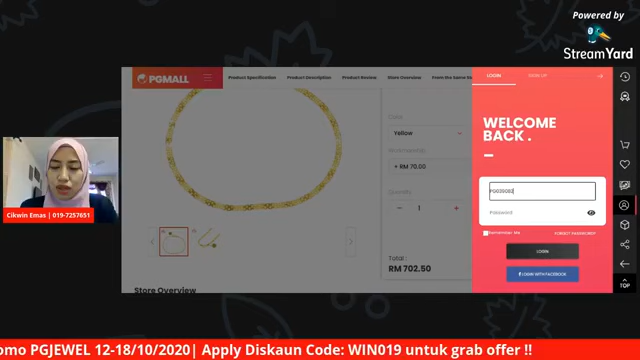 Powered by
StreamYard
PGMALL
Product Specification
Product Description
Product Review
Store Overview
From the Same
LOGIN
SIGN UP
Color
Yellow
+ RM 70.00
Quantity
1
Total :
RM 702.50
Store Overview
WELCOME
BACK .
Password
Remember Me
FORGOT PASSWORD?
LOGIN
LOGIN WITH FACEBOOK
TOP
Cikwin Emas | 019-7257651
omo PGJEWEL 12-18/10/2020| Apply Diskaun Code: WIN019 untuk grab offer !!